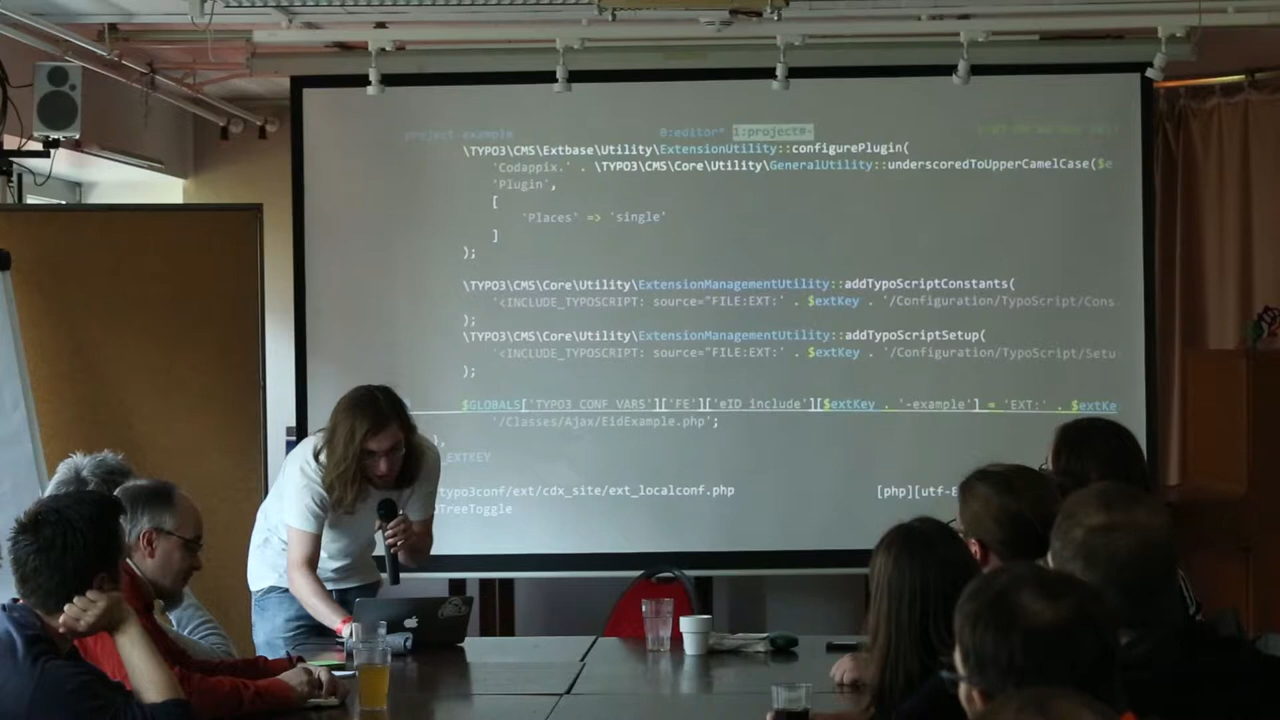 project-example 0:editor* 1:project#-
\TYPO3\CMS\Extbase\Utility\ExtensionUtility::configurePlugin(
'Codappix.' . \TYPO3\CMS\Core\Utility\GeneralUtility::underscoredToUpperCamelCase($e
'Plugin',
[
'Places' => 'single'
]
);
\TYPO3\CMS\Core\Utility\ExtensionManagementUtility::addTypoScriptConstants(
'<INCLUDE_TYPOSCRIPT: source="FILE:EXT:' . $extKey . '/Configuration/TypoScript/Cons
);
\TYPO3\CMS\Core\Utility\ExtensionManagementUtility::addTypoScriptSetup(
'<INCLUDE_TYPOSCRIPT: source="FILE:EXT:' . $extKey . '/Configuration/TypoScript/Setu
);
$GLOBALS['TYPO3_CONF_VARS']['FE']['eID_include'][$extKey . '-example'] = 'EXT:' . $extKe
'/Classes/Ajax/EidExample.php';
},
_EXTKEY
typo3conf/ext/cdx_site/ext_localconf.php [php][utf-8
TreeToggle